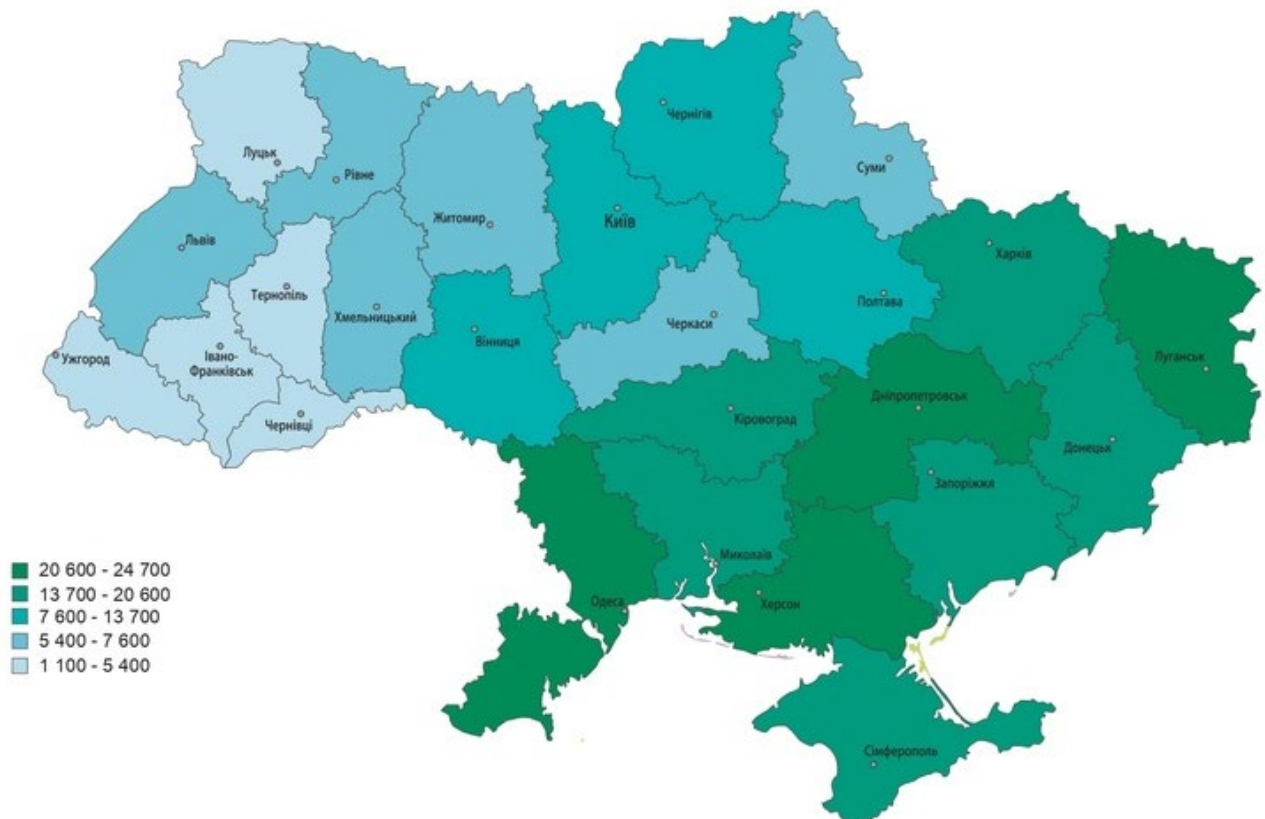 Чернігів
Луцьк
Рівне
Суми
Житомир
Київ
Львів
Харків
Тернопіль
Хмельницький
Полтава
Черкаси
Вінниця
Ужгород
Івано-
Франківськ
Луганськ
Дніпропетровськ
Чернівці
Кіровоград
Донецьк
Запоріжжя
Миколаїв
Одеса
Херсон
Сімферополь
20 600 - 24 700
13 700 - 20 600
7 600 - 13 700
5 400 - 7 600
1 100 - 5 400